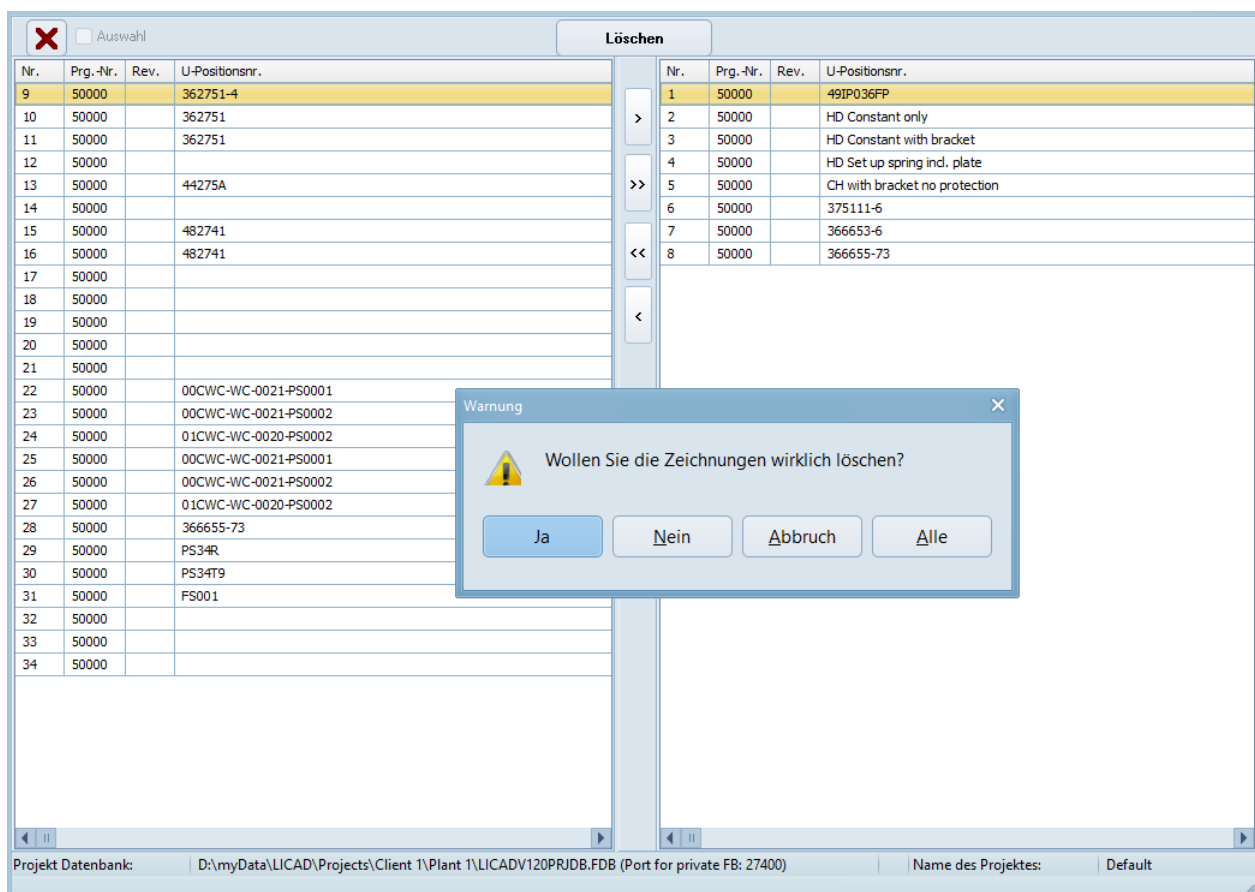 Auswahl
Löschen
Nr. Prg.-Nr. Rev. U-Positionsnr.
9 50000 362751-4
10 50000 362751
11 50000 362751
12 50000
13 50000 44275A
14 50000
15 50000 482741
16 50000 482741
17 50000
18 50000
19 50000
20 50000
21 50000
22 50000 00CWC-WC-0021-PS0001
23 50000 00CWC-WC-0021-PS0002
24 50000 01CWC-WC-0020-PS0002
25 50000 00CWC-WC-0021-PS0001
26 50000 00CWC-WC-0021-PS0002
27 50000 01CWC-WC-0020-PS0002
28 50000 366655-73
29 50000 PS34R
30 50000 PS34T9
31 50000 FS001
32 50000
33 50000
34 50000
>
>>
<<
<
Nr. Prg.-Nr. Rev. U-Positionsnr.
1 50000 49IP036FP
2 50000 HD Constant only
3 50000 HD Constant with bracket
4 50000 HD Set up spring incl. plate
5 50000 CH with bracket no protection
6 50000 375111-6
7 50000 366653-6
8 50000 366655-73
Warnung
Wollen Sie die Zeichnungen wirklich löschen?
Ja Nein Abbruch Alle
Projekt Datenbank: D:\myData\LICAD\Projects\Client 1\Plant 1\LICADV120PRJDB.FDB (Port for private FB: 27400) Name des Projektes: Default